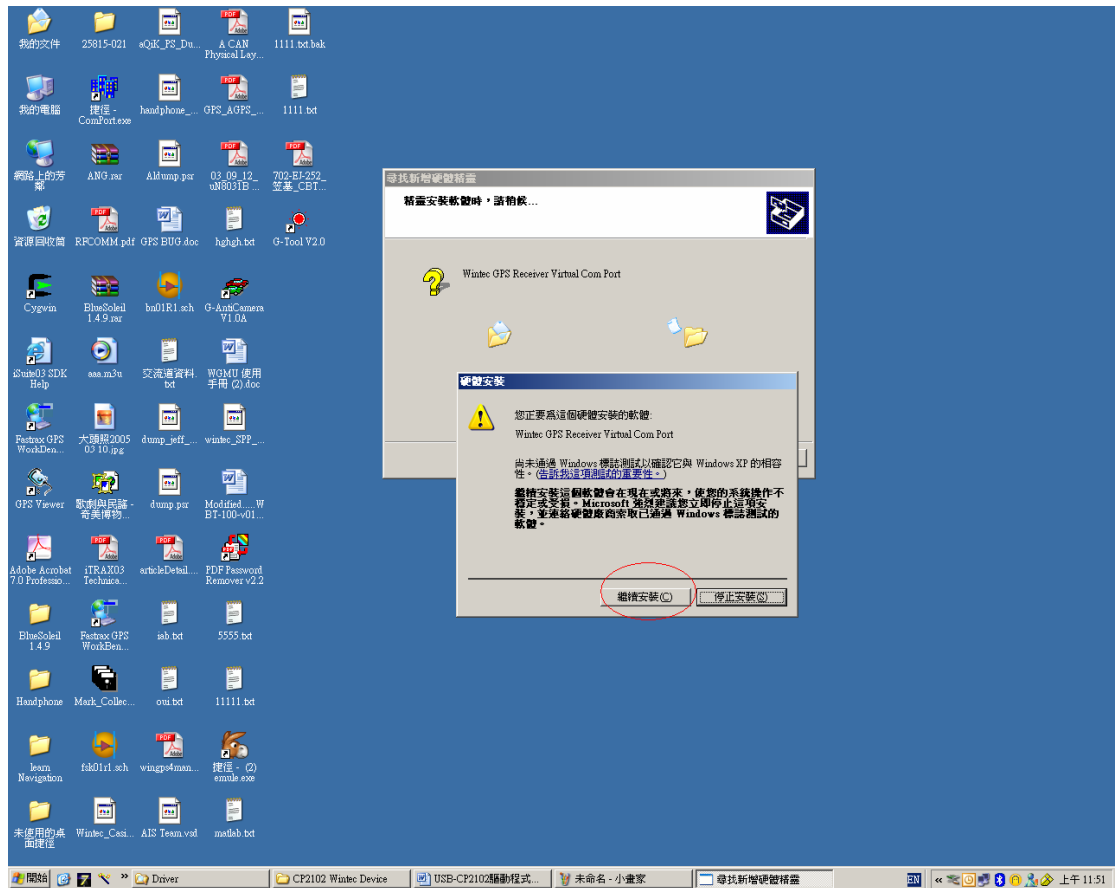 我的文件
25815-021
aQiK_PS_Du...
A CAN
Physical Lay...
1111.txt.bak
我的電腦
捷徑 -
ComPort.exe
handphone_...
GPS_AGPS_...
1111.txt
網路上的芳
鄰
ANG.rar
Aldump.psr
03_09_12_
uN8031B ...
702-EJ-252_
笠基_CBT...
資源回收筒
RFCOMM.pdf
GPS BUG.doc
hghgh.txt
G-Tool V2.0
Cygwin
BlueSoleil
1.4.9.rar
bn01R1.sch
G-AntiCamera
V1.0A
iSuite03 SDK
Help
aaa.m3u
交流道資料.
txt
WGMU 使用
手冊 (2).doc
Fastrax GPS
WorkDen...
大頭照2005
03 10.jpg
dump_jeff_...
wintec_SPP_...
GPS Viewer
歌劇與民謠 -
奇美博物...
dump.psr
Modified.....W
BT-100-v01...
Adobe Acrobat
7.0 Professio...
iTRAX03
Technica...
articleDetail....
PDF Password
Remover v2.2
BlueSoleil
1.4.9
Fastrax GPS
WorkBen...
iab.txt
5555.txt
Handphone
Mark_Collec...
oui.txt
11111.txt
learn
Navigation
fsk01r1.sch
wingps4man...
捷徑 - (2)
emule.exe
未使用的桌
面捷徑
Wintec_Casi...
AIS Team.vsd
matlab.txt
尋找新增硬體精靈
精靈安裝軟體時，請稍候...
Wintec GPS Receiver Virtual Com Port
硬體安裝
您正要為這個硬體安裝的軟體:
Wintec GPS Receiver Virtual Com Port
尚未通過 Windows 標誌測試以確認它與 Windows XP 的相容
性。(告訴我這項測試的重要性。)
繼續安裝這個軟體會在現在或將來，使您的系統操作不
穩定或受損。Microsoft 強烈建議您立即停止這項安
裝，並連絡硬體廠商索取已通過 Windows 標誌測試的
軟體。
繼續安裝(C)
停止安裝(S)
開始
Driver
CP2102 Wintec Device
USB-CP2102驅動程式...
未命名 - 小畫家
尋找新增硬體精靈
EN
上午 11:51